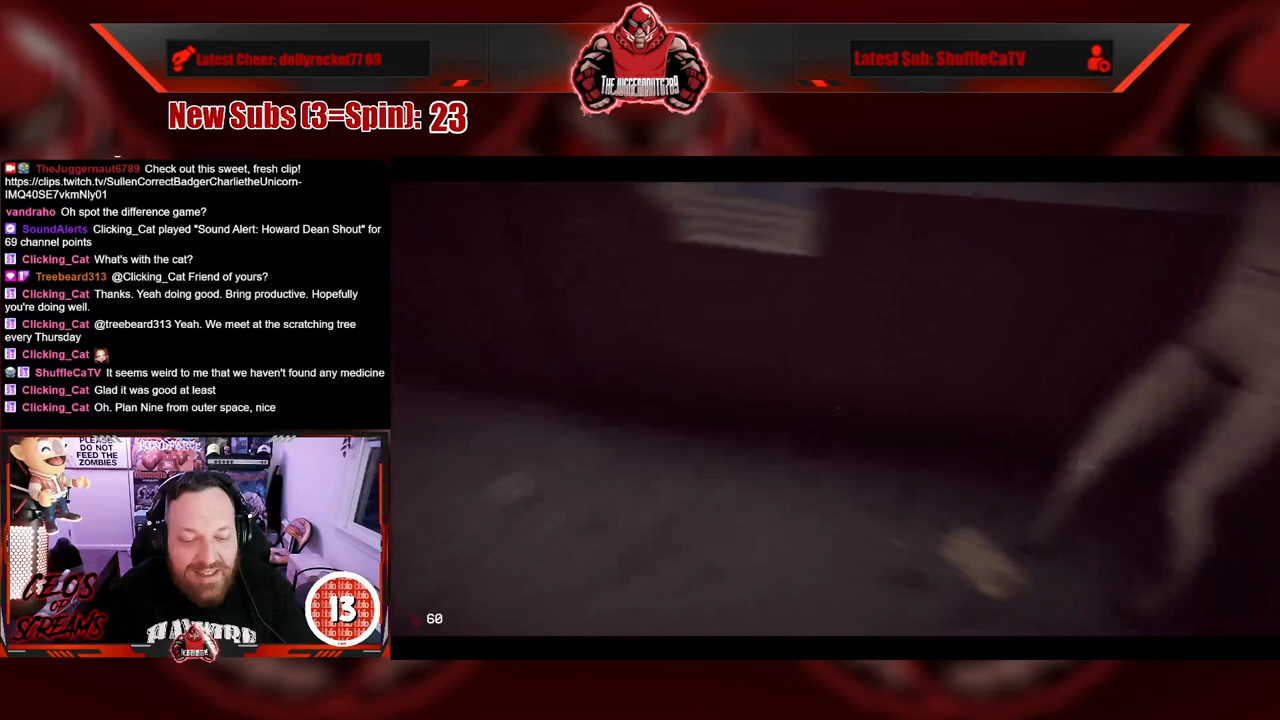 Latest Cheer: dollyrocket77 69
THEJUGGERNAUT6789
Latest Sub: ShuffleCaTV
New Subs (3=Spin): 23
TheJuggernaut6789 Check out this sweet, fresh clip!
https://clips.twitch.tv/SullenCorrectBadgerCharlietheUnicorn-
IMQ40SE7vkmNly01
vandraho Oh spot the difference game?
SoundAlerts Clicking_Cat played "Sound Alert: Howard Dean Shout" for
69 channel points
Clicking_Cat What's with the cat?
Treebeard313 @Clicking_Cat Friend of yours?
Clicking_Cat Thanks. Yeah doing good. Bring productive. Hopefully
you're doing well.
Clicking_Cat @treebeard313 Yeah. We meet at the scratching tree
every Thursday
Clicking_Cat
ShuffleCaTV It seems weird to me that we haven't found any medicine
Clicking_Cat Glad it was good at least
Clicking_Cat Oh. Plan Nine from outer space, nice
PLEASE
DO NOT
FEED THE
ZOMBIES
CEO'S
OF
SCREAMS
13
60